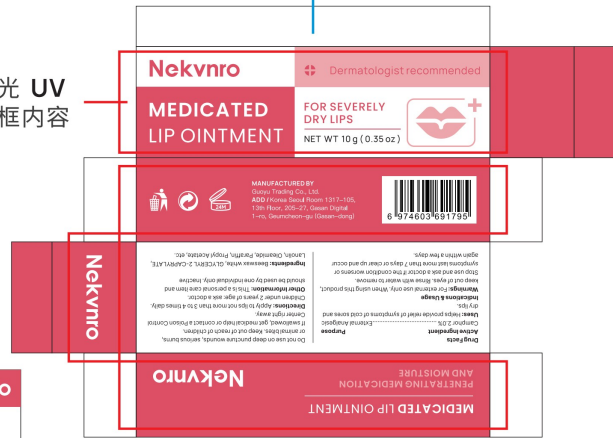 光 UV
框内容
Nekvnro
Dermatologist recommended
MEDICATED
LIP OINTMENT
FOR SEVERELY
DRY LIPS
NET WT 10g (0.35 oz)
24M
MANUFACTURED BY
Guoyu Trading Co., Ltd.
ADD / Korea Seoul Room 1317-105,
13th Floor, 205-27, Gasan Digital
1-ro, Geumcheon-gu (Gasan-dong)
6 974603 691795
Nekvnro
Nekvnro
Drug Facts
Active Ingredient Purpose
Camphor 2.0%........External Analgesic
Uses: Helps provide relief of symptoms of cold sores and
dry lips.
Indications & Usage
Warnings: For external use only. When using this product,
keep out of eyes. Rinse with water to remove.
Stop use and ask a doctor if the condition worsens or
symptoms last more than 7 days or clear up and occur
again within a few days.
Do not use on deep puncture wounds, serious burns,
or animal bites. Keep out of reach of children.
If swallowed, get medical help or contact a Poison Control
Center right away.
Directions: Apply to lips not more than 3 to 4 times daily.
Children under 2 years of age: ask a doctor.
Other Information: This is a personal care item and
should be used by one individual only. Inactive
Ingredients: Beeswax white, GLYCERYL 2-CAPRYLATE,
Lanolin, Oleamide, Paraffin, Propyl Acetate, etc.
MEDICATED LIP OINTMENT
PENETRATING MEDICATION
AND MOISTURE
Nekvnro
o